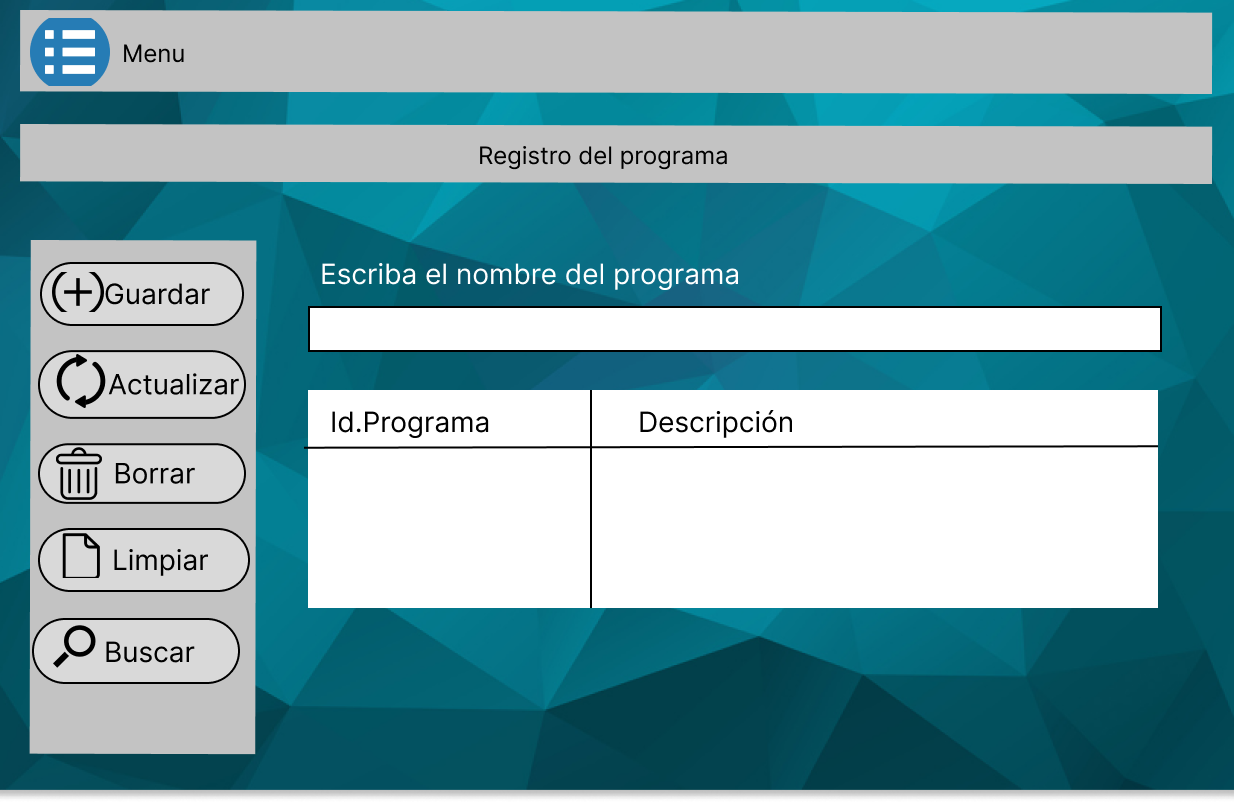 Menu
Registro del programa
Guardar
Actualizar
Borrar
Limpiar
Buscar
Escriba el nombre del programa
Id.Programa Descripción